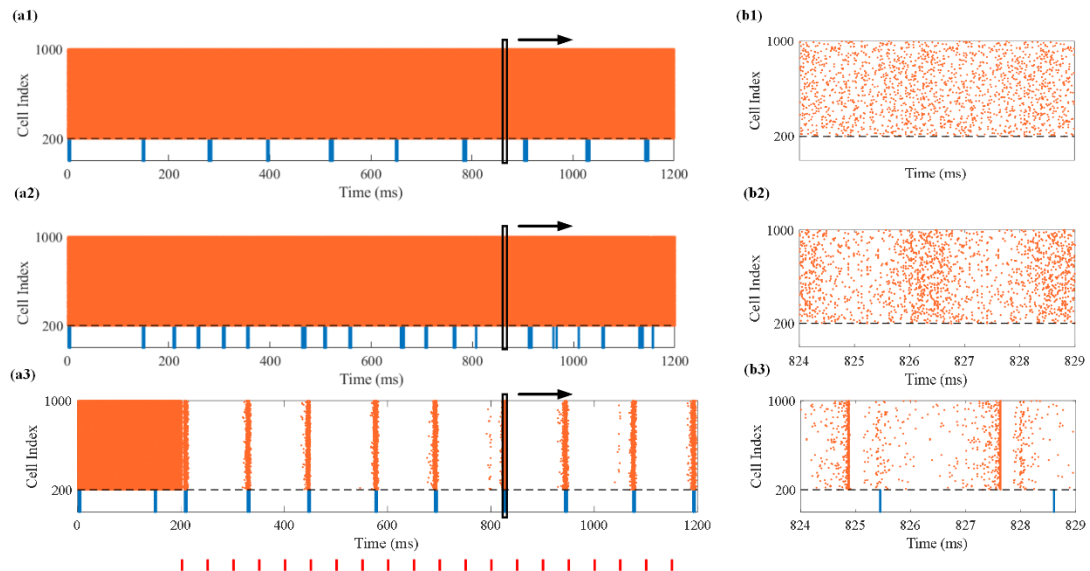 (a1)
1000
Cell Index
200
0 200 400 600 800 1000 1200
Time (ms)
(b1)
1000
Cell Index
200
Time (ms)
(a2)
1000
Cell Index
200
0 200 400 600 800 1000 1200
Time (ms)
(b2)
1000
Cell Index
200
824 825 826 827 828 829
Time (ms)
(a3)
1000
Cell Index
200
0 200 400 600 800 1000 1200
Time (ms)
(b3)
1000
Cell Index
200
824 825 826 827 828 829
Time (ms)